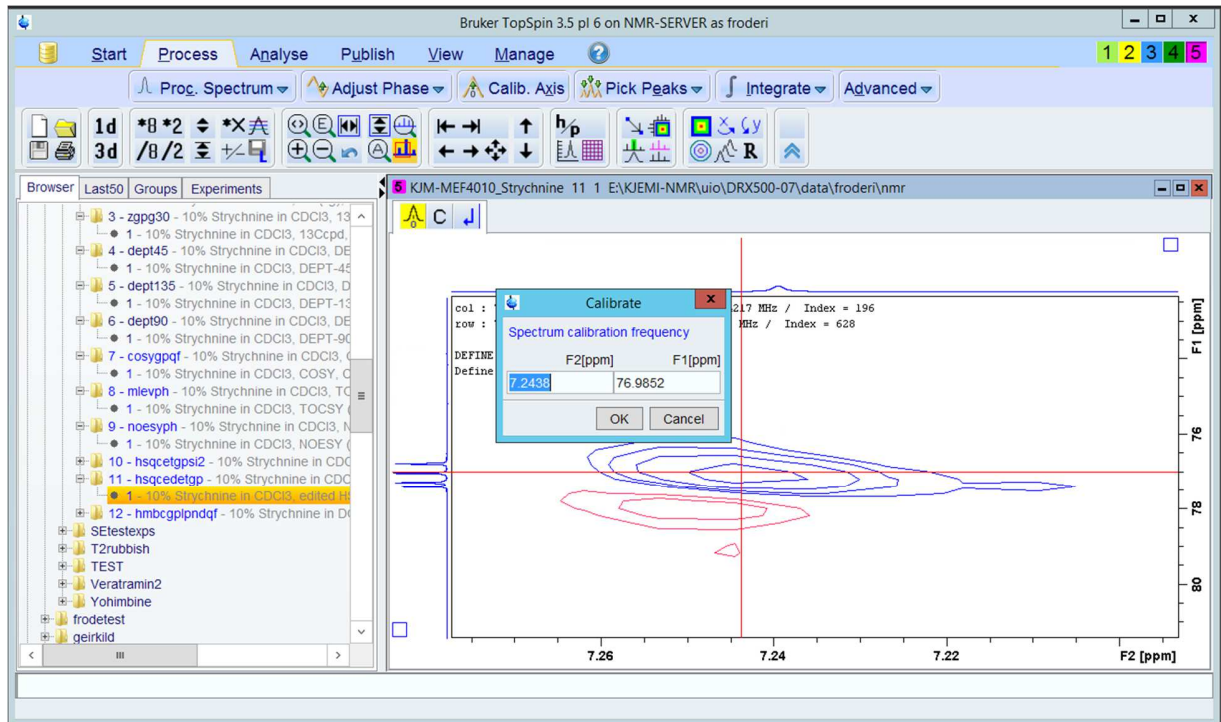 Bruker TopSpin 3.5 pl 6 on NMR-SERVER as froderi
Start Process Analyse Publish View Manage ? 1 2 3 4 5
Proc. Spectrum Adjust Phase Calib. Axis Pick Peaks Integrate Advanced
1d *8 *2 h/p
3d /8 /2 R
Browser Last50 Groups Experiments
5 KJM-MEF4010_Strychnine 11 1 E:\KJEMI-NMR\uio\DRX500-07\data\froderi\nmr
C
3 - zgpg30 - 10% Strychnine in CDCl3, 13
1 - 10% Strychnine in CDCl3, 13Ccpd,
4 - dept45 - 10% Strychnine in CDCl3, DE
1 - 10% Strychnine in CDCl3, DEPT-45
5 - dept135 - 10% Strychnine in CDCl3, D
1 - 10% Strychnine in CDCl3, DEPT-13
6 - dept90 - 10% Strychnine in CDCl3, DE
1 - 10% Strychnine in CDCl3, DEPT-90
7 - cosygpqf - 10% Strychnine in CDCl3,
1 - 10% Strychnine in CDCl3, COSY,
8 - mlevph - 10% Strychnine in CDCl3, TC
1 - 10% Strychnine in CDCl3, TOCSY (
9 - noesyph - 10% Strychnine in CDCl3, N
1 - 10% Strychnine in CDCl3, NOESY (
10 - hsqcetgpsi2 - 10% Strychnine in CDC
11 - hsqcedetgp - 10% Strychnine in CDC
1 - 10% Strychnine in CDCl3, edited HS
12 - hmbcgplpndqf - 10% Strychnine in D
SEtestexps
T2rubbish
TEST
Veratramin2
Yohimbine
frodetest
geirkild
col :
217 MHz / Index = 196
row :
MHz / Index = 628
DEFINE
Define
Calibrate
Spectrum calibration frequency
F2[ppm] F1[ppm]
7.2438 76.9852
OK Cancel
F1 [ppm]
76
78
80
7.26 7.24 7.22 F2 [ppm]